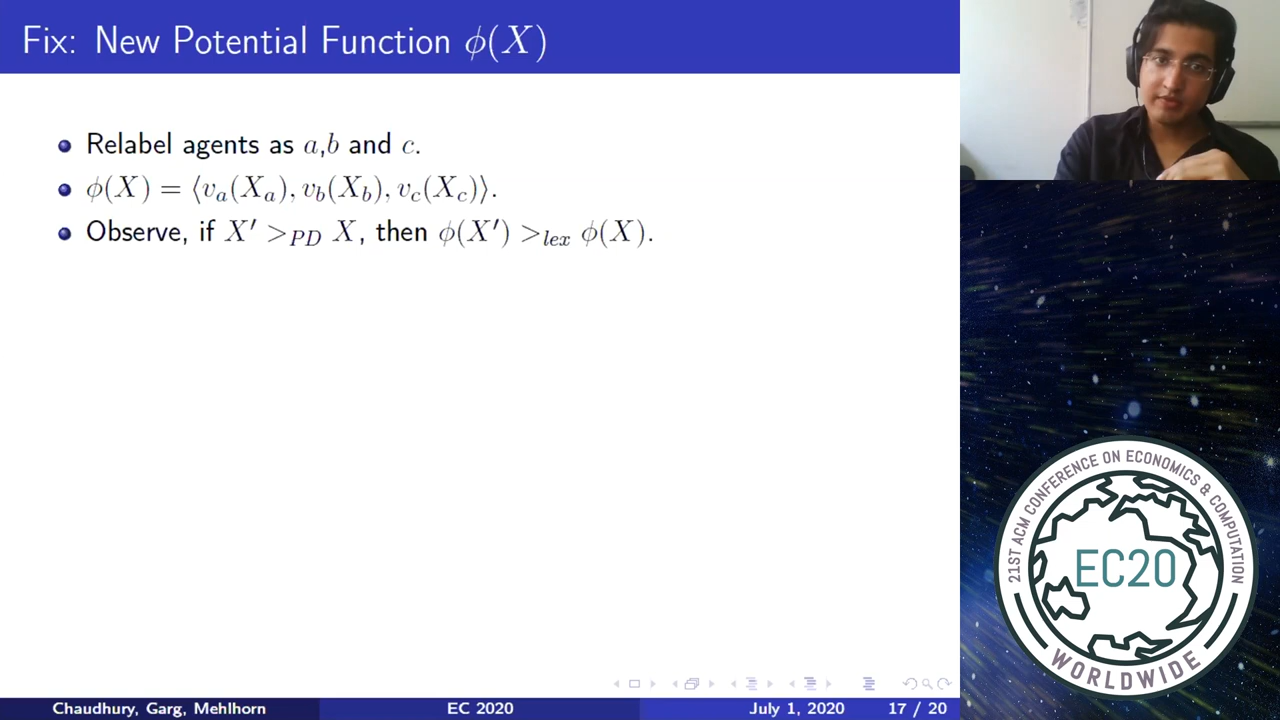 Fix: New Potential Function ϕ(X)
Relabel agents as a,b and c.
ϕ(X) = ⟨v_a(X_a), v_b(X_b), v_c(X_c)⟩.
Observe, if X′ >_PD X, then ϕ(X′) >_lex ϕ(X).
21ST ACM CONFERENCE ON ECONOMICS & COMPUTATION
EC20
WORLDWIDE
Chaudhury, Garg, Mehlhorn
EC 2020
July 1, 2020
17 / 20